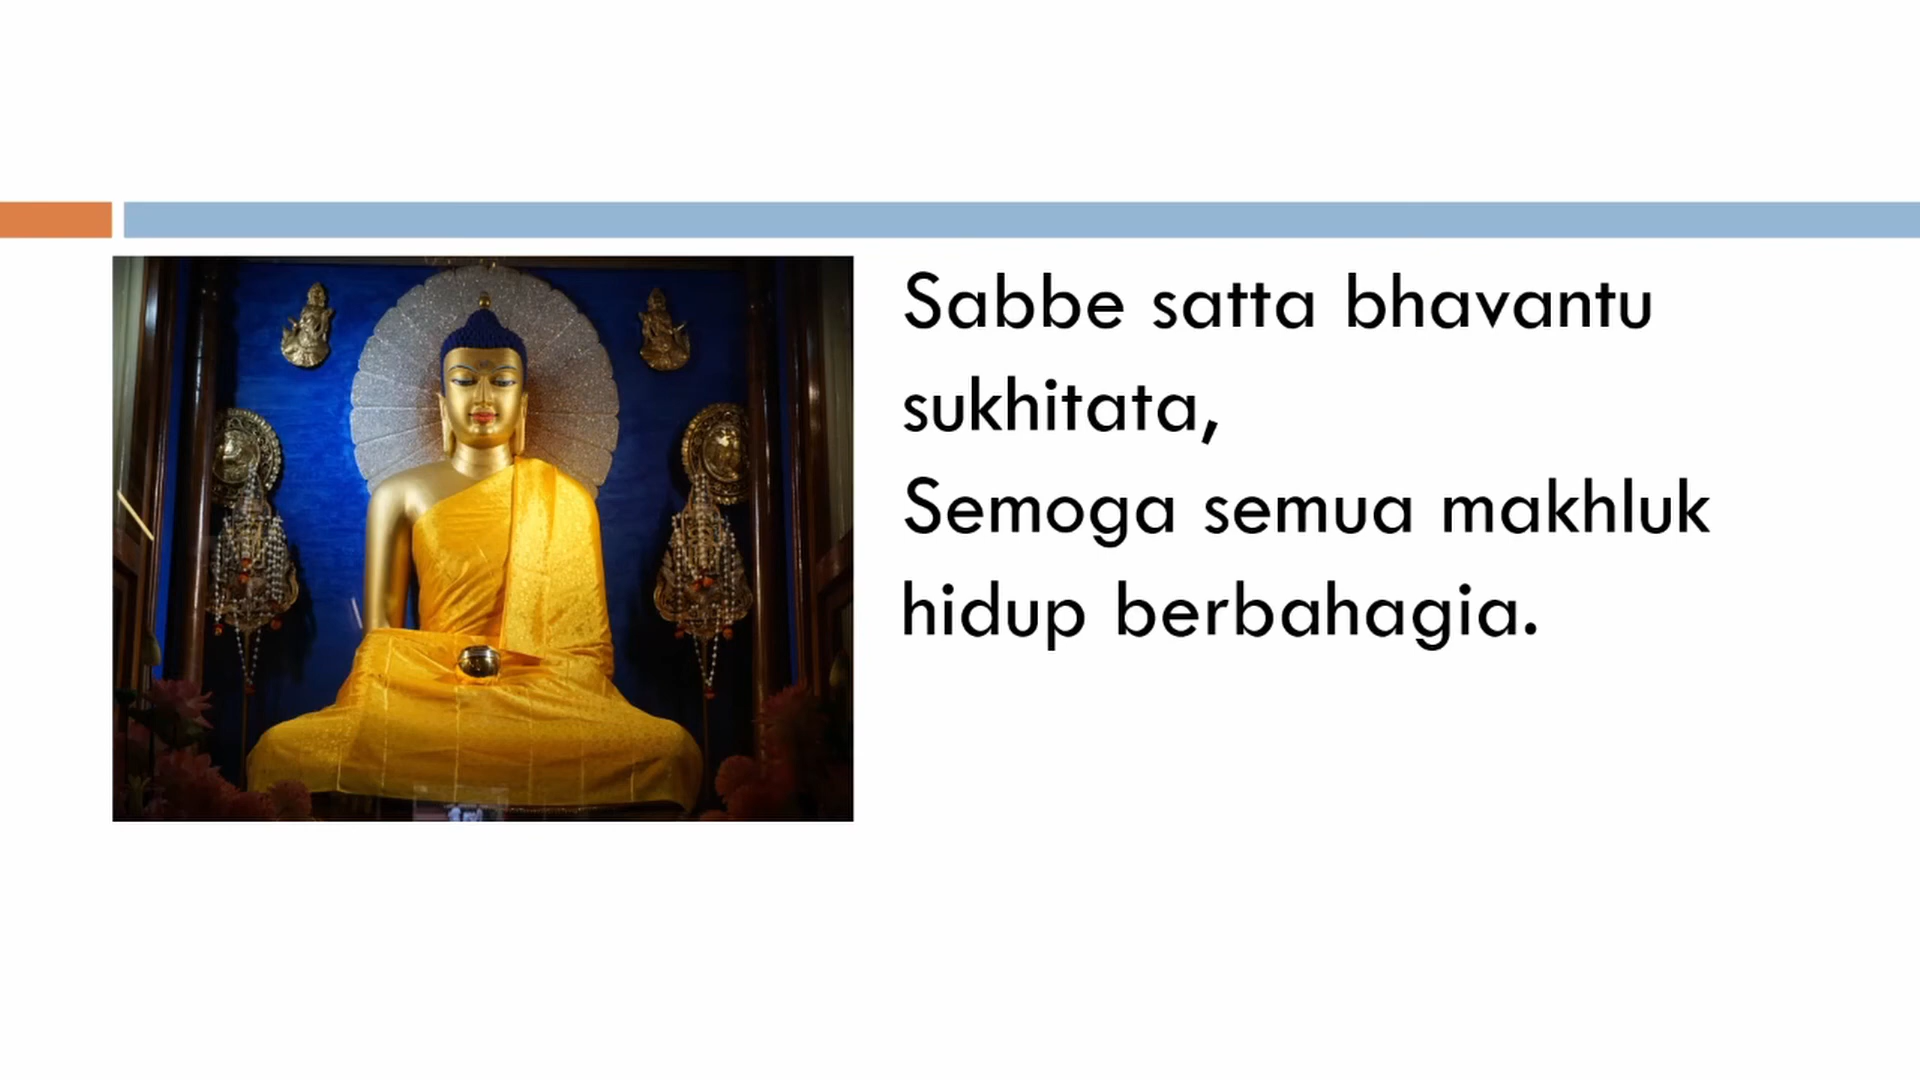 Sabbe satta bhavantu
sukhitata,
Semoga semua makhluk
hidup berbahagia.